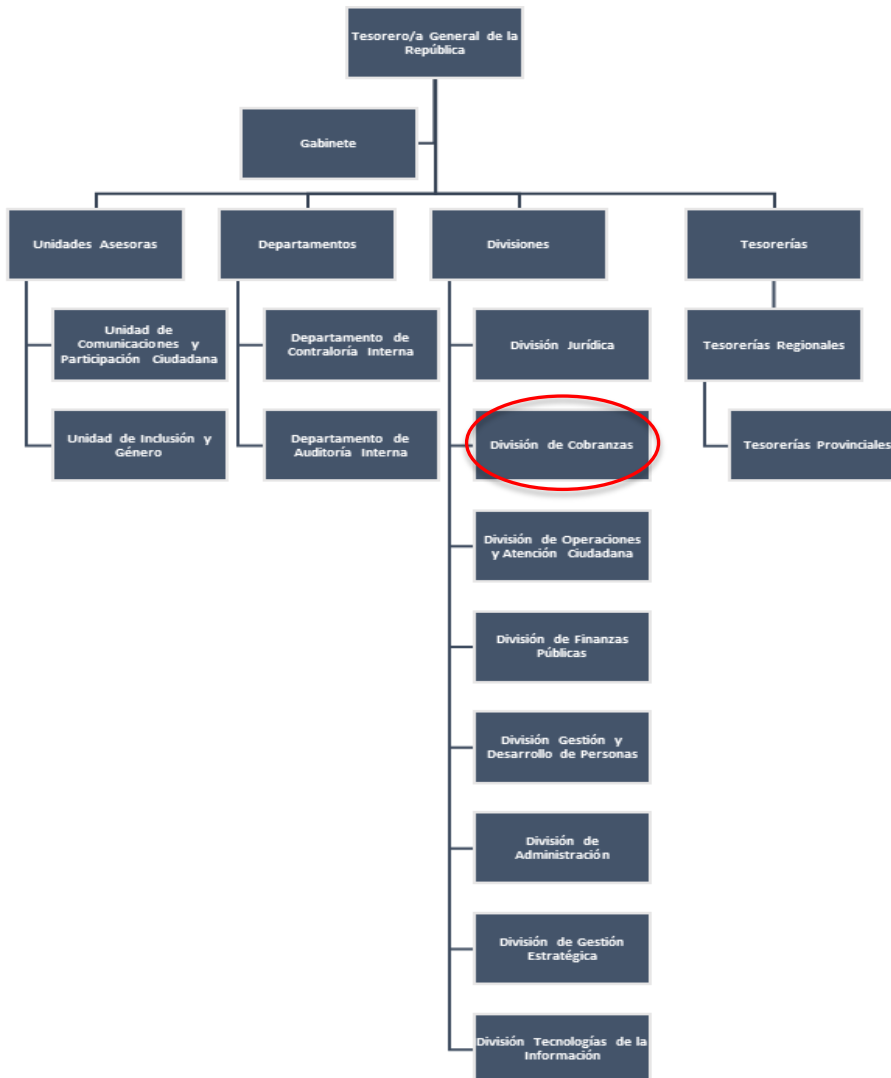 Tesorero/a General de la
República
Gabinete
Unidades Asesoras
Departamentos
Divisiones
Tesorerías
Unidad de
Comunicaciones y
Participación Ciudadana
Departamento de
Contraloría Interna
División Jurídica
Tesorerías Regionales
Unidad de Inclusión y
Género
Departamento de
Auditoría Interna
División de Cobranzas
Tesorerías Provinciales
División de Operaciones
y Atención Ciudadana
División de Finanzas
Públicas
División Gestión y
Desarrollo de Personas
División de
Administración
División de Gestión
Estratégica
División Tecnologías de la
Información